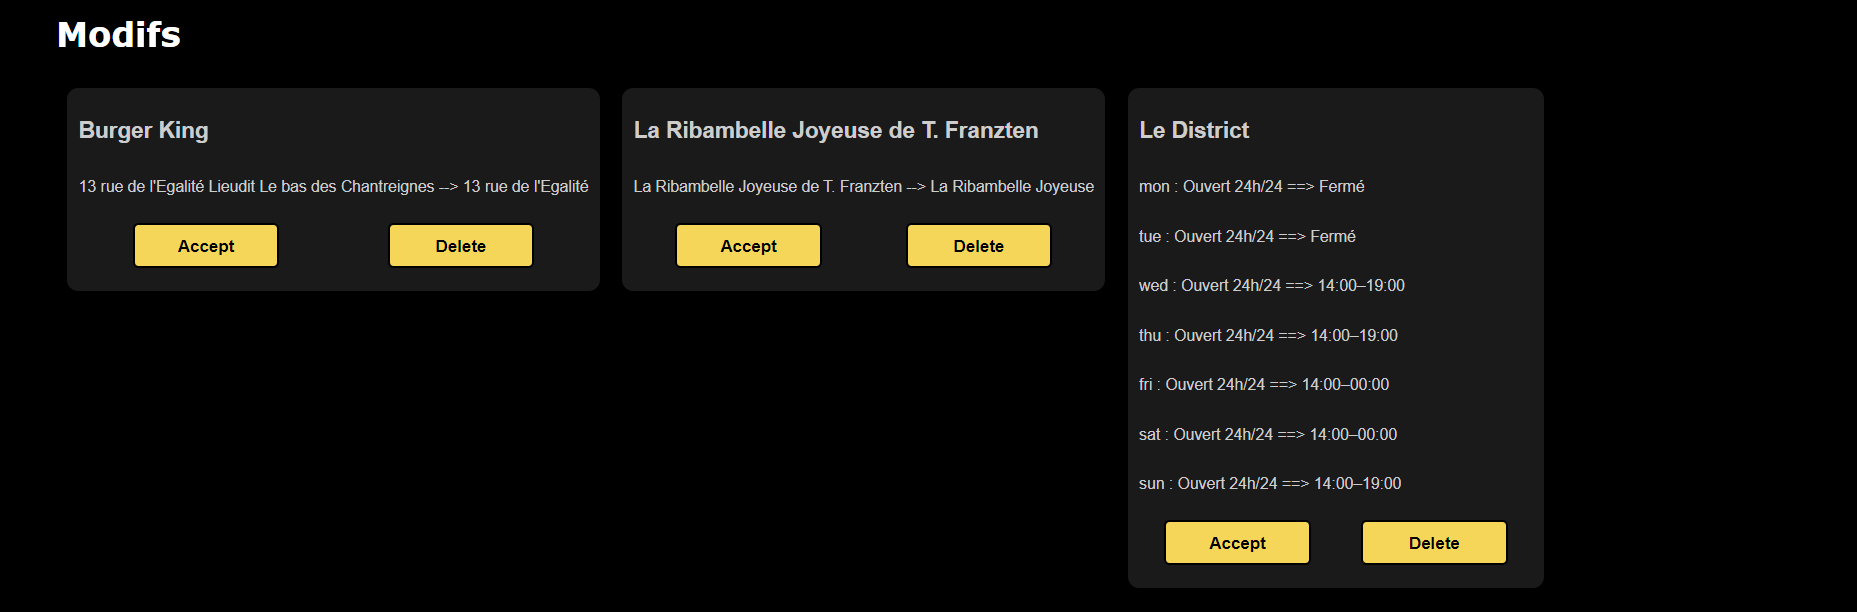 Modifs
Burger King
13 rue de l'Egalité Lieudit Le bas des Chantreignes --> 13 rue de l'Egalité
Accept
Delete
La Ribambelle Joyeuse de T. Franzten
La Ribambelle Joyeuse de T. Franzten --> La Ribambelle Joyeuse
Accept
Delete
Le District
mon : Ouvert 24h/24 ==> Fermé
tue : Ouvert 24h/24 ==> Fermé
wed : Ouvert 24h/24 ==> 14:00–19:00
thu : Ouvert 24h/24 ==> 14:00–19:00
fri : Ouvert 24h/24 ==> 14:00–00:00
sat : Ouvert 24h/24 ==> 14:00–00:00
sun : Ouvert 24h/24 ==> 14:00–19:00
Accept
Delete